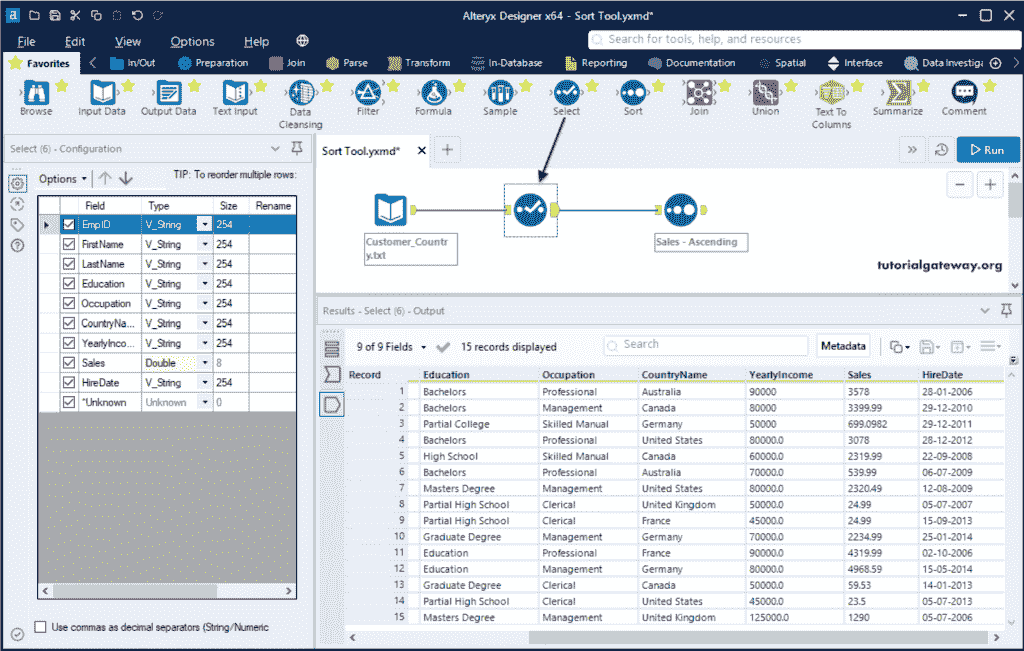 Alteryx Designer x64 - Sort Tool.yxmd*
File Edit View Options Help
Search for tools, help, and resources
Favorites In/Out Preparation Join Parse Transform In-Database Reporting Documentation Spatial Interface Data Investiga
Browse Input Data Output Data Text Input Data Cleansing Filter Formula Sample Select Sort Join Union Text To Columns Summarize Comment
Select (6) - Configuration
Options TIP: To reorder multiple rows:
Field Type Size Rename
EmpID V_String 254
FirstName V_String 254
LastName V_String 254
Education V_String 254
Occupation V_String 254
CountryNa... V_String 254
YearlyInco... V_String 254
Sales Double 8
HireDate V_String 254
*Unknown Unknown 0
Use commas as decimal separators (String/Numeric
Sort Tool.yxmd*
Run
Customer_Countr
y.txt
Sales - Ascending
tutorialgateway.org
Results - Select (6) - Output
9 of 9 Fields 15 records displayed Search Metadata
Record Education Occupation CountryName YearlyIncome Sales HireDate
1 Bachelors Professional Australia 90000 3578 28-01-2006
2 Bachelors Management Canada 80000 3399.99 29-12-2010
3 Partial College Skilled Manual Germany 50000 699.0982 29-12-2011
4 Bachelors Professional United States 80000.0 3078 28-12-2012
5 High School Skilled Manual Canada 60000.0 2319.99 22-09-2008
6 Bachelors Professional Australia 70000.0 539.99 06-07-2009
7 Masters Degree Management United States 80000.0 2320.49 12-08-2009
8 Partial High School Clerical United Kingdom 50000.0 24.99 05-07-2007
9 Partial High School Clerical France 45000.0 24.99 15-09-2013
10 Graduate Degree Management Germany 70000.0 2234.99 25-01-2014
11 Education Professional France 90000.0 4319.99 02-10-2006
12 Education Management Germany 80000.0 4968.59 15-05-2014
13 Graduate Degree Clerical Canada 50000.0 59.53 14-01-2013
14 Partial High School Clerical United States 45000.0 23.5 05-07-2013
15 Masters Degree Management United Kingdom 125000.0 1290 05-07-2006